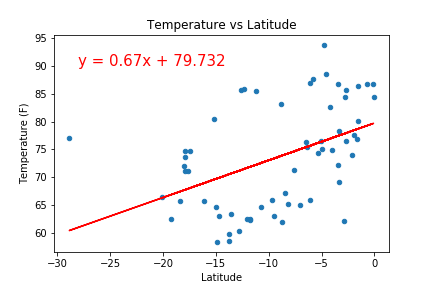 Temperature vs Latitude
y = 0.67x + 79.732
Temperature (F)
95
90
85
80
75
70
65
60
−30 −25 −20 −15 −10 −5 0
Latitude